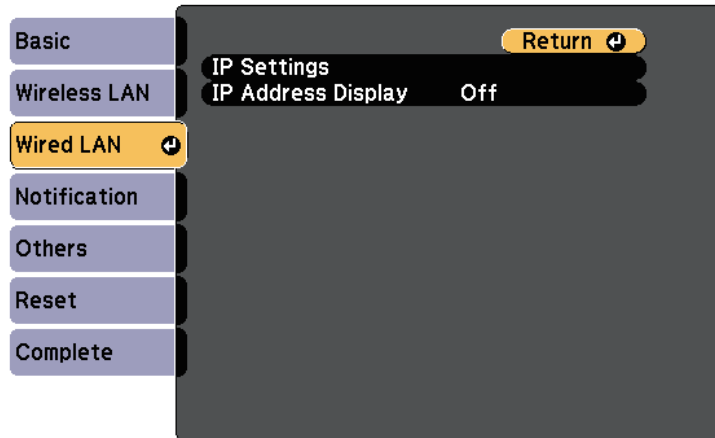 Basic
Wireless LAN
Wired LAN
Notification
Others
Reset
Complete
Return
IP Settings
IP Address Display Off